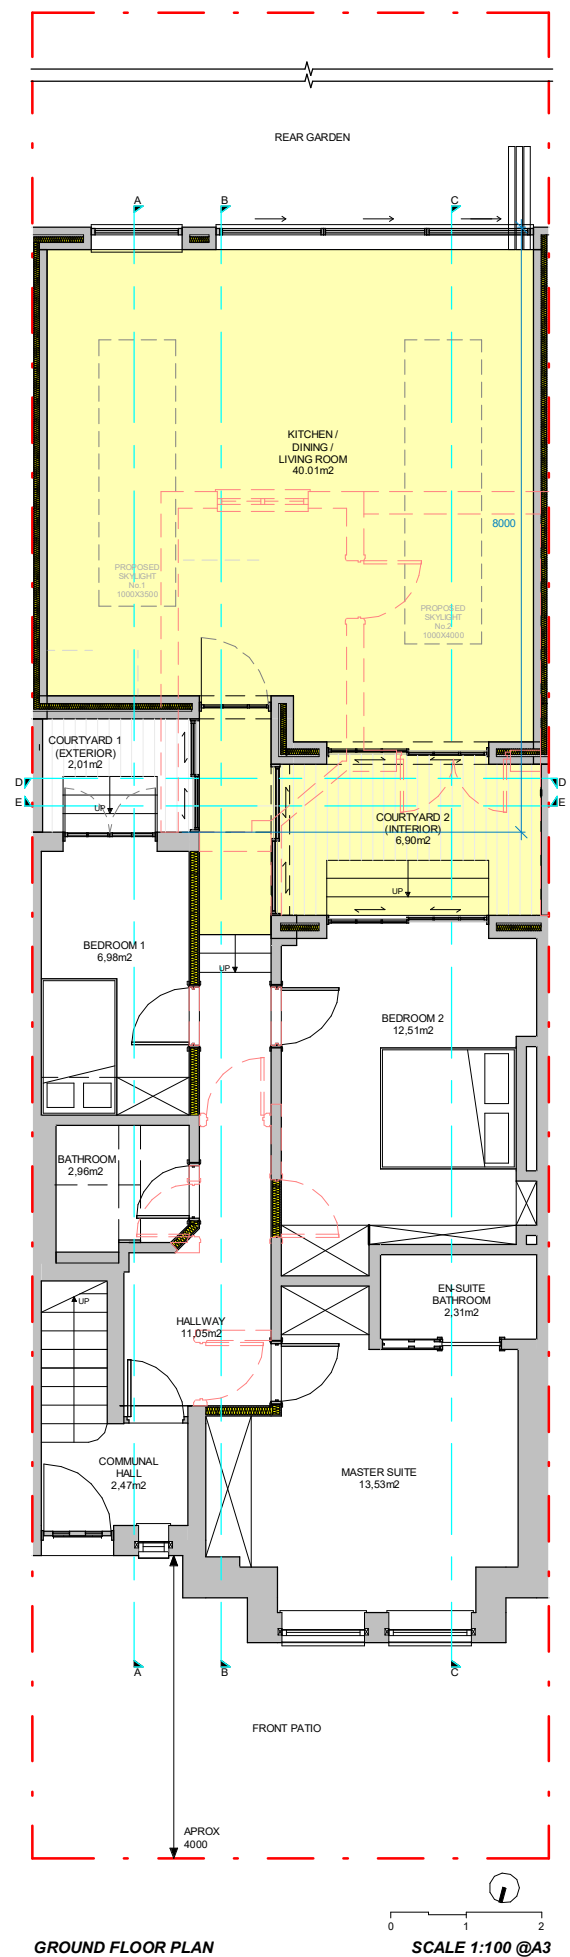 REAR GARDEN
A
B
C
KITCHEN /
DINING /
LIVING ROOM
40.01m2
8000
PROPOSED
SKYLIGHT
No.1
1000X3500
PROPOSED
SKYLIGHT
No.2
1000X4000
COURTYARD 1
(EXTERIOR)
2,01m2
D
D
E
E
UP
COURTYARD 2
(INTERIOR)
6,90m2
UP
BEDROOM 1
6,98m2
UP
BEDROOM 2
12,51m2
BATHROOM
2,96m2
EN-SUITE
BATHROOM
2,31m2
UP
HALLWAY
11,05m2
COMMUNAL
HALL
2,47m2
MASTER SUITE
13,53m2
A
B
C
FRONT PATIO
APROX
4000
0
1
2
GROUND FLOOR PLAN
SCALE 1:100 @A3